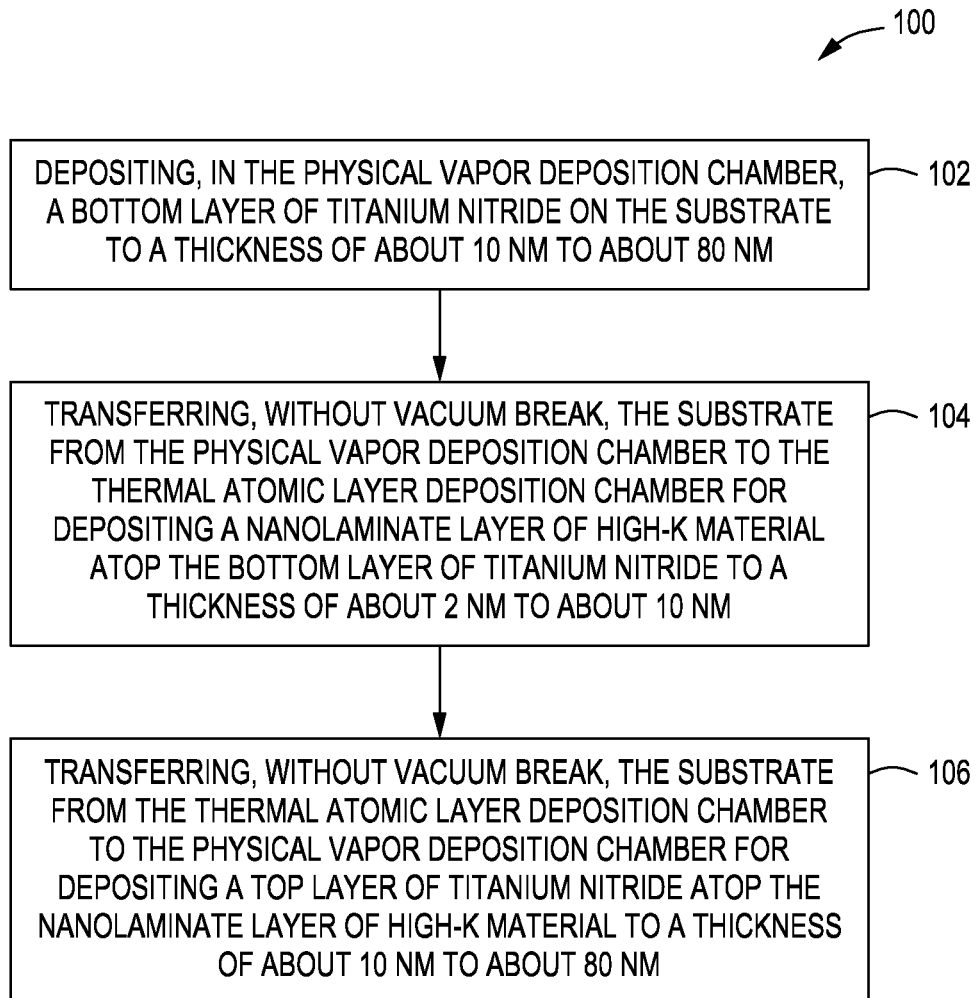 100
DEPOSITING, IN THE PHYSICAL VAPOR DEPOSITION CHAMBER,
A BOTTOM LAYER OF TITANIUM NITRIDE ON THE SUBSTRATE
TO A THICKNESS OF ABOUT 10 NM TO ABOUT 80 NM
102
TRANSFERRING, WITHOUT VACUUM BREAK, THE SUBSTRATE
FROM THE PHYSICAL VAPOR DEPOSITION CHAMBER TO THE
THERMAL ATOMIC LAYER DEPOSITION CHAMBER FOR
DEPOSITING A NANOLAMINATE LAYER OF HIGH-K MATERIAL
ATOP THE BOTTOM LAYER OF TITANIUM NITRIDE TO A
THICKNESS OF ABOUT 2 NM TO ABOUT 10 NM
104
TRANSFERRING, WITHOUT VACUUM BREAK, THE SUBSTRATE
FROM THE THERMAL ATOMIC LAYER DEPOSITION CHAMBER
TO THE PHYSICAL VAPOR DEPOSITION CHAMBER FOR
DEPOSITING A TOP LAYER OF TITANIUM NITRIDE ATOP THE
NANOLAMINATE LAYER OF HIGH-K MATERIAL TO A THICKNESS
OF ABOUT 10 NM TO ABOUT 80 NM
106